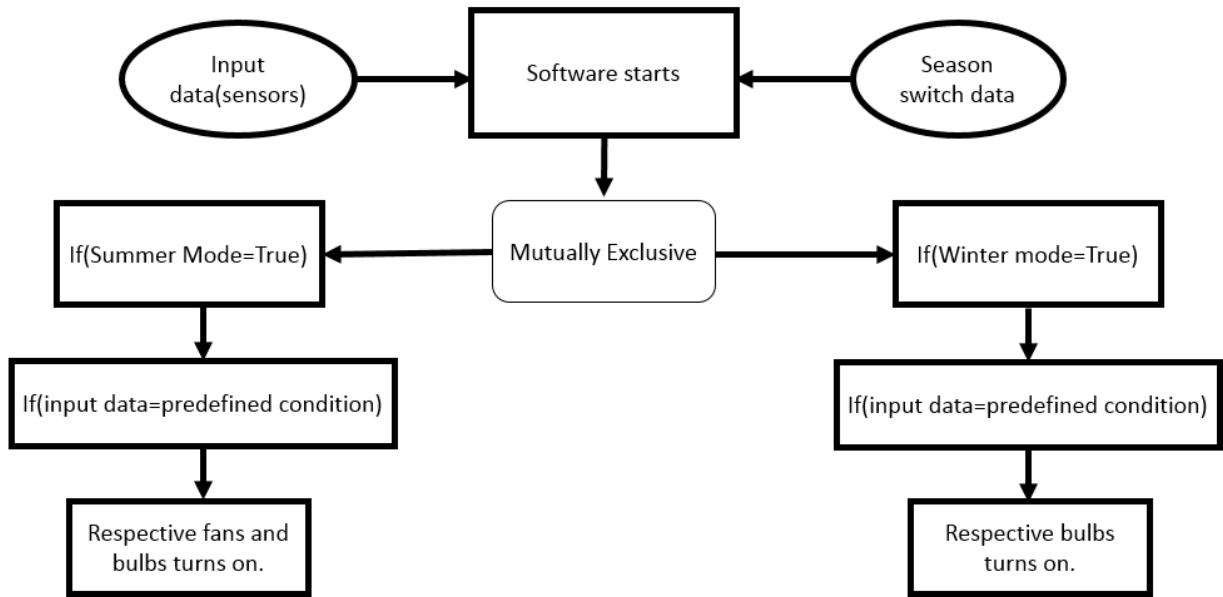 Input
data(sensors)
Software starts
Season
switch data
If(Summer Mode=True)
Mutually Exclusive
If(Winter mode=True)
If(input data=predefined condition)
If(input data=predefined condition)
Respective fans and
bulbs turns on.
Respective bulbs
turns on.